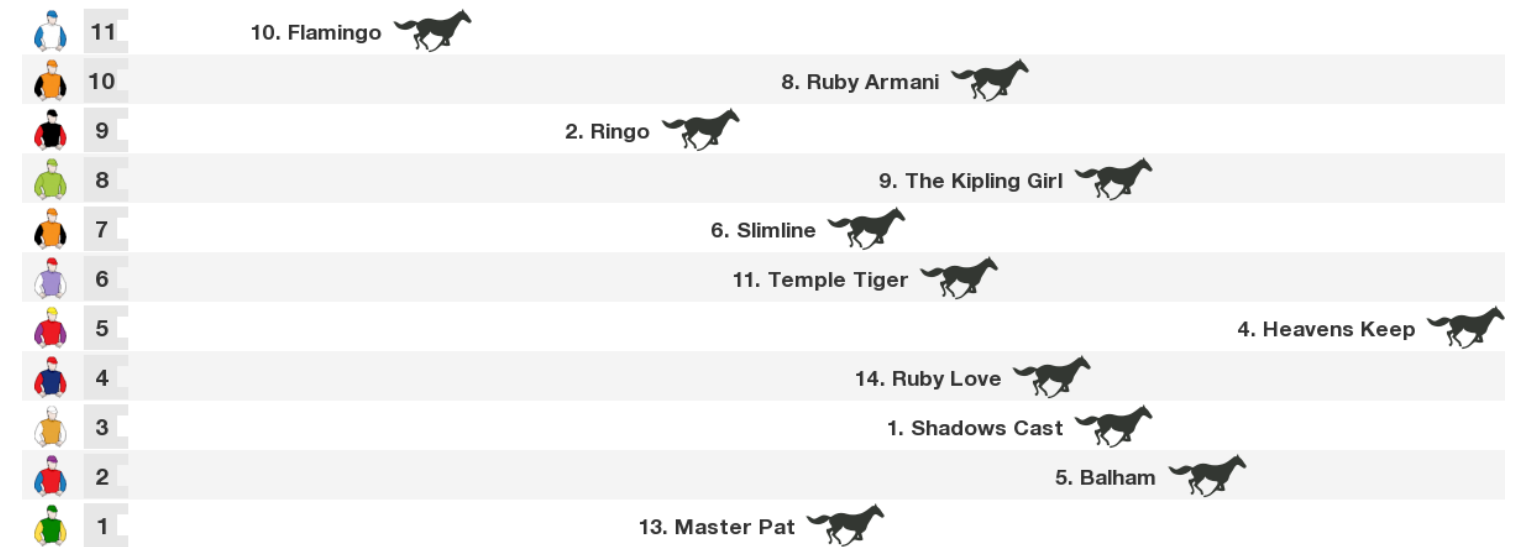 11 10. Flamingo
10 8. Ruby Armani
9 2. Ringo
8 9. The Kipling Girl
7 6. Slimline
6 11. Temple Tiger
5 4. Heavens Keep
4 14. Ruby Love
3 1. Shadows Cast
2 5. Balham
1 13. Master Pat